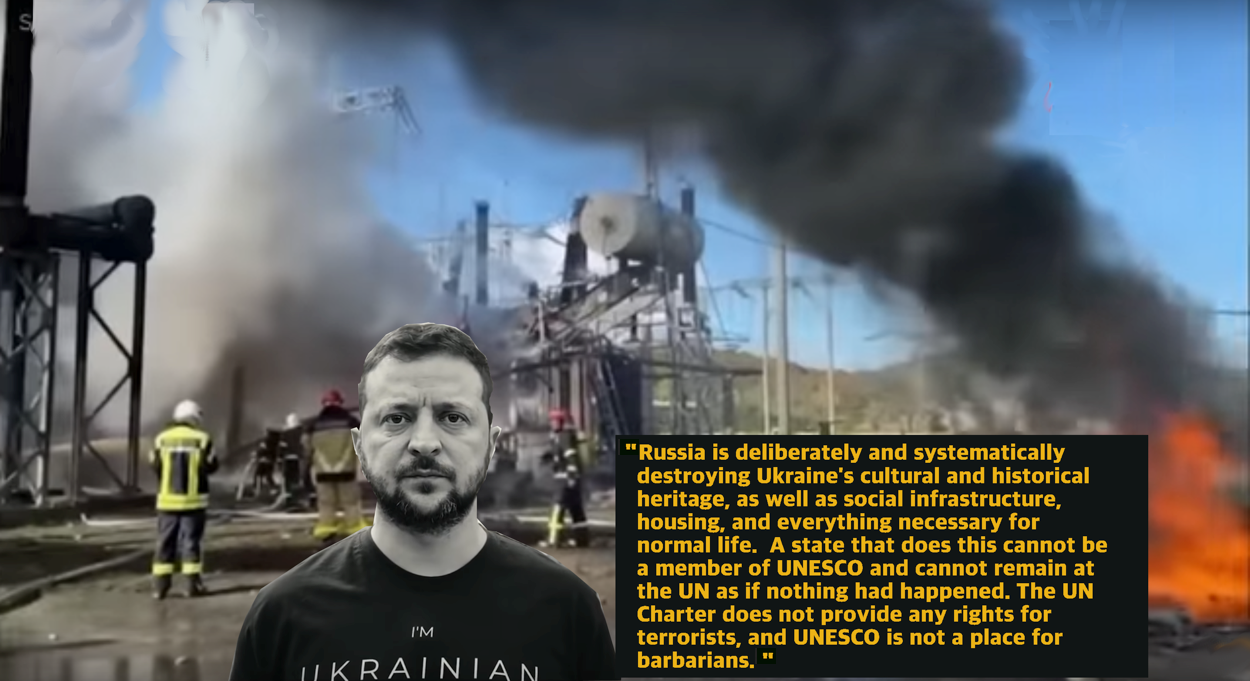 I'M
UKRAINIAN
"Russia is deliberately and systematically
destroying Ukraine's cultural and historical
heritage, as well as social infrastructure,
housing, and everything necessary for
normal life.  A state that does this cannot be
a member of UNESCO and cannot remain at
the UN as if nothing had happened. The UN
Charter does not provide any rights for
terrorists, and UNESCO is not a place for
barbarians. "